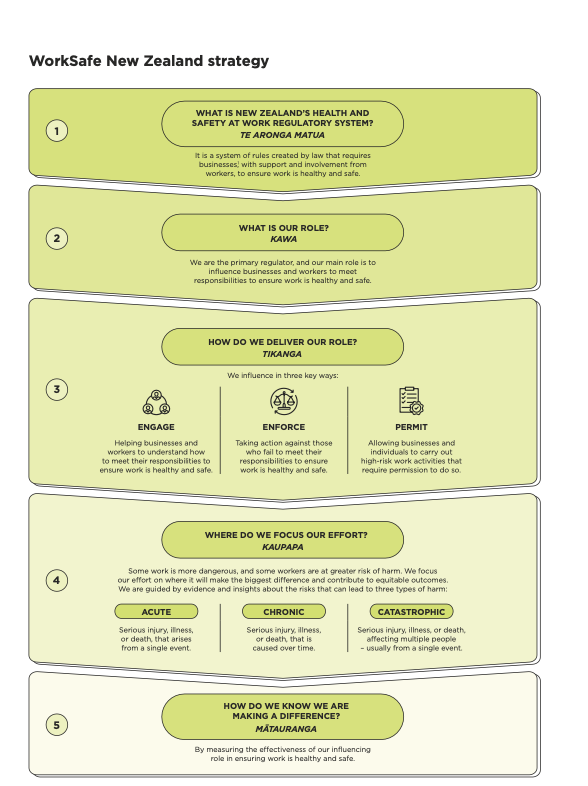 WorkSafe New Zealand strategy
1
WHAT IS NEW ZEALAND'S HEALTH AND
SAFETY AT WORK REGULATORY SYSTEM?
TE ARONGA MATUA
It is a system of rules created by law that requires
businesses, with support and involvement from
workers, to ensure work is healthy and safe.
2
WHAT IS OUR ROLE?
KAWA
We are the primary regulator, and our main role is to
influence businesses and workers to meet
responsibilities to ensure work is healthy and safe.
3
HOW DO WE DELIVER OUR ROLE?
TIKANGA
We influence in three key ways:
ENGAGE
Helping businesses and
workers to understand how
to meet their responsibilities to
ensure work is healthy and safe.
ENFORCE
Taking action against those
who fail to meet their
responsibilities to ensure
work is healthy and safe.
PERMIT
Allowing businesses and
individuals to carry out
high-risk work activities that
require permission to do so.
4
WHERE DO WE FOCUS OUR EFFORT?
KAUPAPA
Some work is more dangerous, and some workers are at greater risk of harm. We focus
our effort on where it will make the biggest difference and contribute to equitable outcomes.
We are guided by evidence and insights about the risks that can lead to three types of harm:
ACUTE
Serious injury, illness,
or death, that arises
from a single event.
CHRONIC
Serious injury, illness,
or death, that is
caused over time.
CATASTROPHIC
Serious injury, illness, or death,
affecting multiple people
– usually from a single event.
5
HOW DO WE KNOW WE ARE
MAKING A DIFFERENCE?
MĀTAURANGA
By measuring the effectiveness of our influencing
role in ensuring work is healthy and safe.